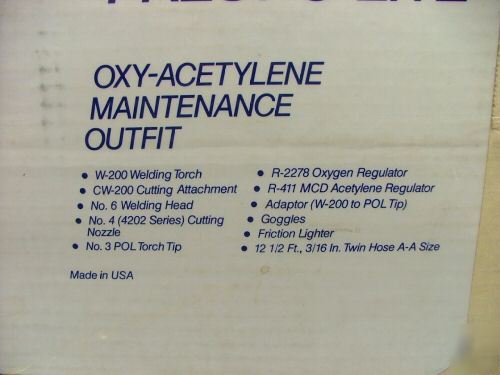 OXY-ACETYLENE
MAINTENANCE
OUTFIT
• W-200 Welding Torch
• CW-200 Cutting Attachment
• No. 6 Welding Head
• No. 4 (4202 Series) Cutting
Nozzle
• No. 3 POL Torch Tip
• R-2278 Oxygen Regulator
• R-411 MCD Acetylene Regulator
• Adaptor (W-200 to POL Tip)
• Goggles
• Friction Lighter
• 12 1/2 Ft., 3/16 In. Twin Hose A-A Size
Made in USA